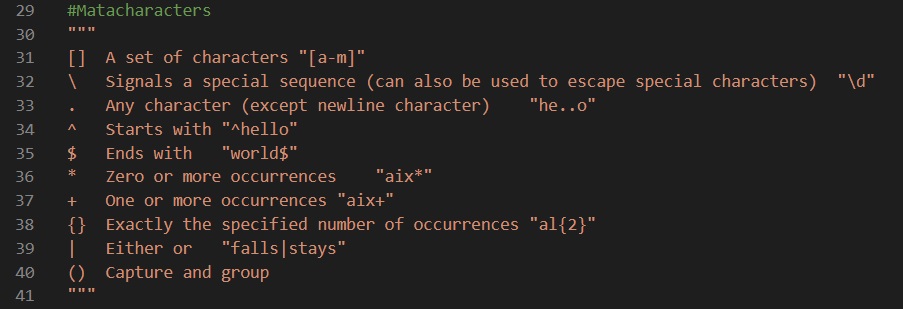 29 #Matacharacters
30 """
31 [] A set of characters "[a-m]"
32 \ Signals a special sequence (can also be used to escape special characters) "\d"
33 . Any character (except newline character) "he..o"
34 ^ Starts with "^hello"
35 $ Ends with "world$"
36 * Zero or more occurrences "aix*"
37 + One or more occurrences "aix+"
38 {} Exactly the specified number of occurrences "al{2}"
39 | Either or "falls|stays"
40 () Capture and group
41 """